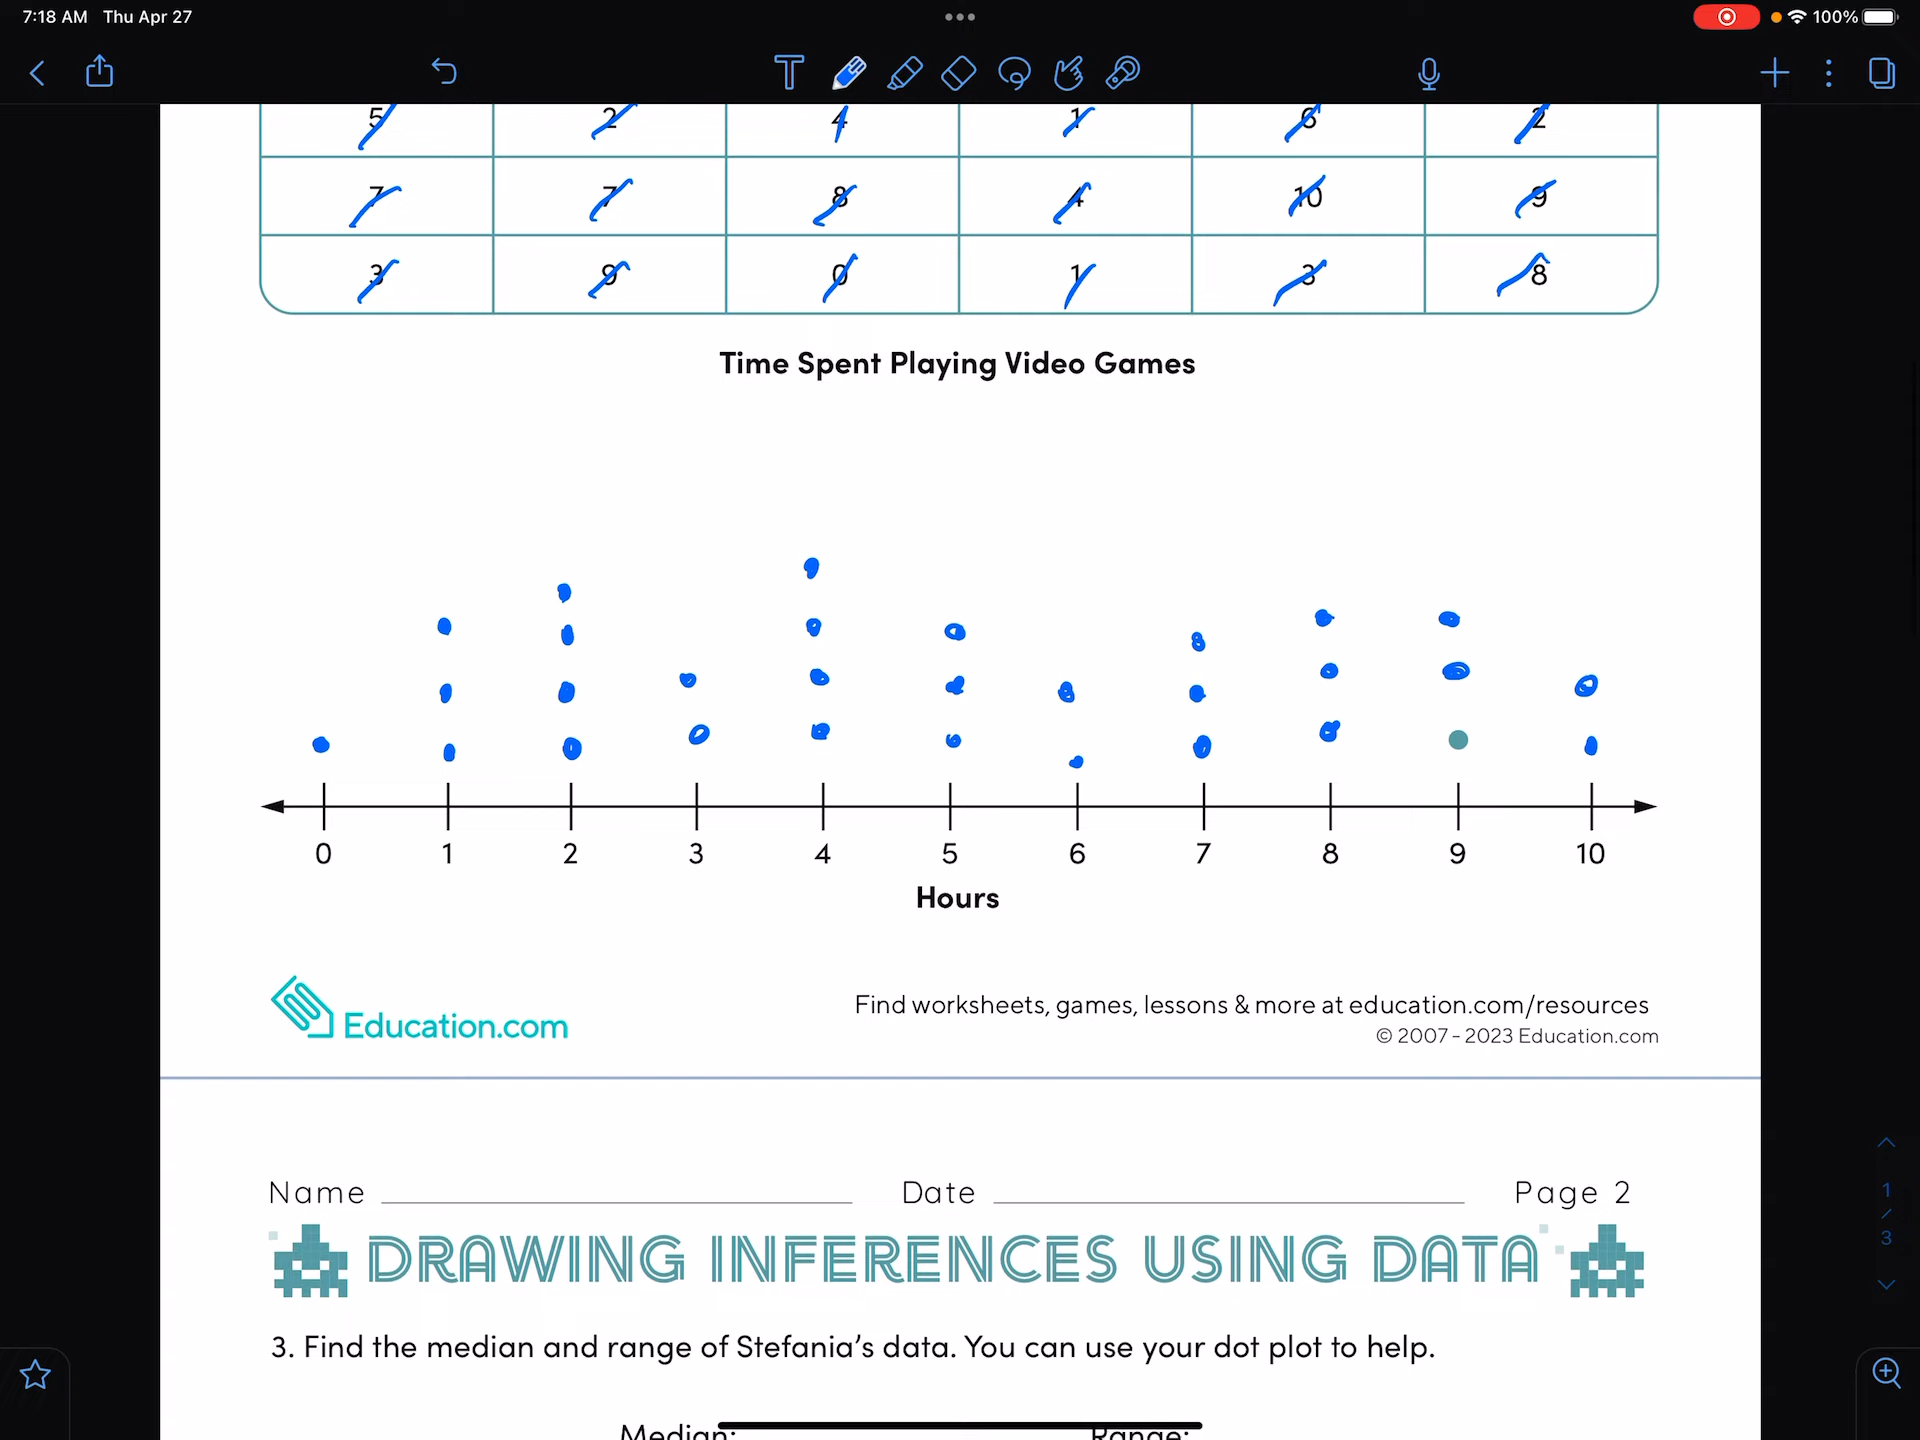 7:18 AM Thu Apr 27
100%
T
5 2 4 1 6 2
7 7 8 4 10 9
3 9 0 1 3 8
Time Spent Playing Video Games
0 1 2 3 4 5 6 7 8 9 10
Hours
Education.com
Find worksheets, games, lessons & more at education.com/resources
© 2007 - 2023 Education.com
1
/
3
Name Date Page 2
DRAWING INFERENCES USING DATA
3. Find the median and range of Stefania's data. You can use your dot plot to help.
Median: Range: